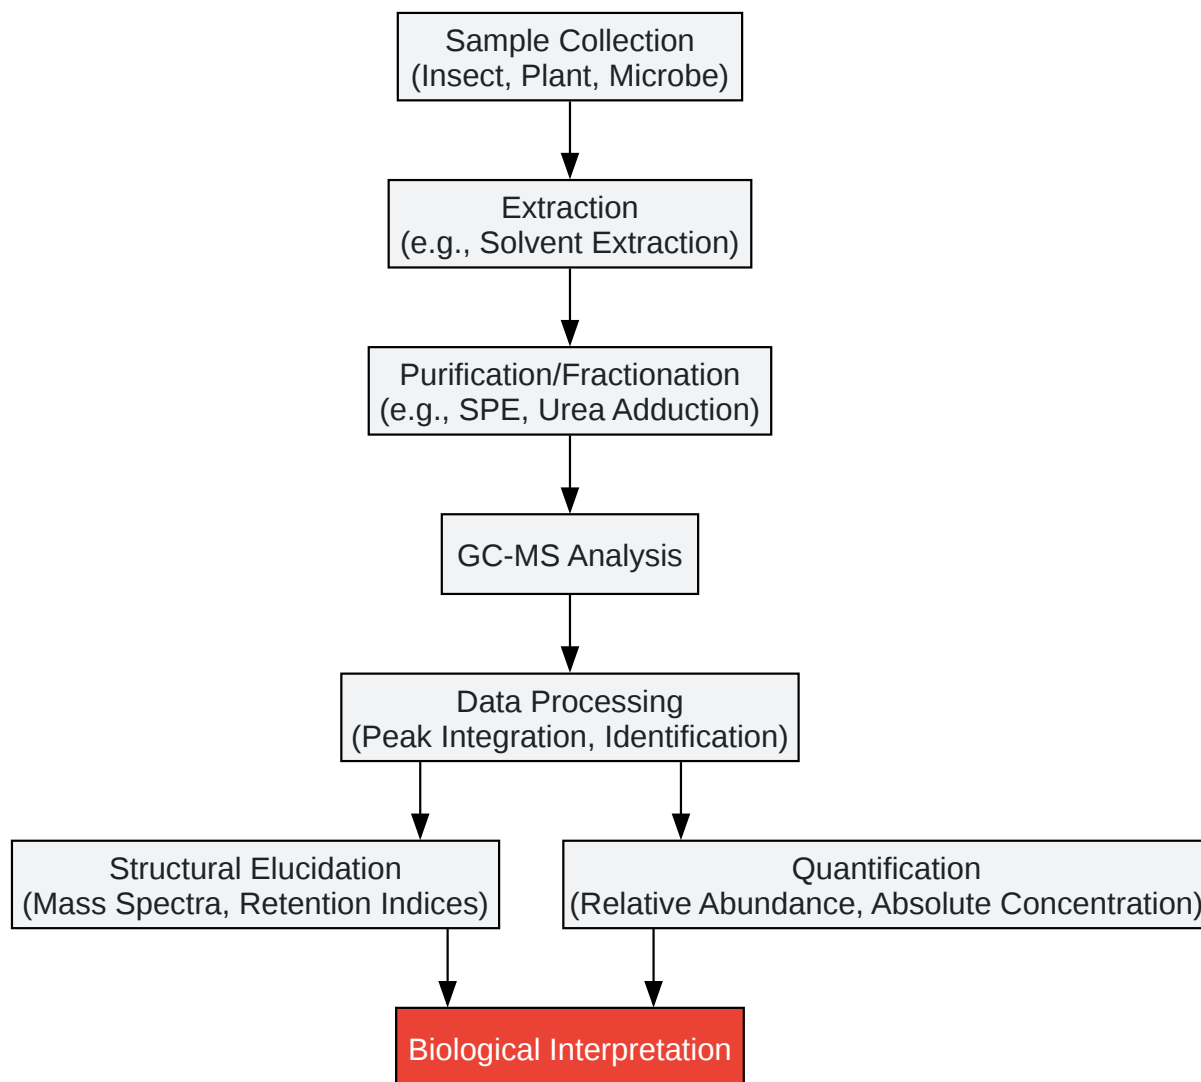 Sample Collection
(Insect, Plant, Microbe)
Extraction
(e.g., Solvent Extraction)
Purification/Fractionation
(e.g., SPE, Urea Adduction)
GC-MS Analysis
Data Processing
(Peak Integration, Identification)
Structural Elucidation
(Mass Spectra, Retention Indices)
Quantification
(Relative Abundance, Absolute Concentration)
Biological Interpretation